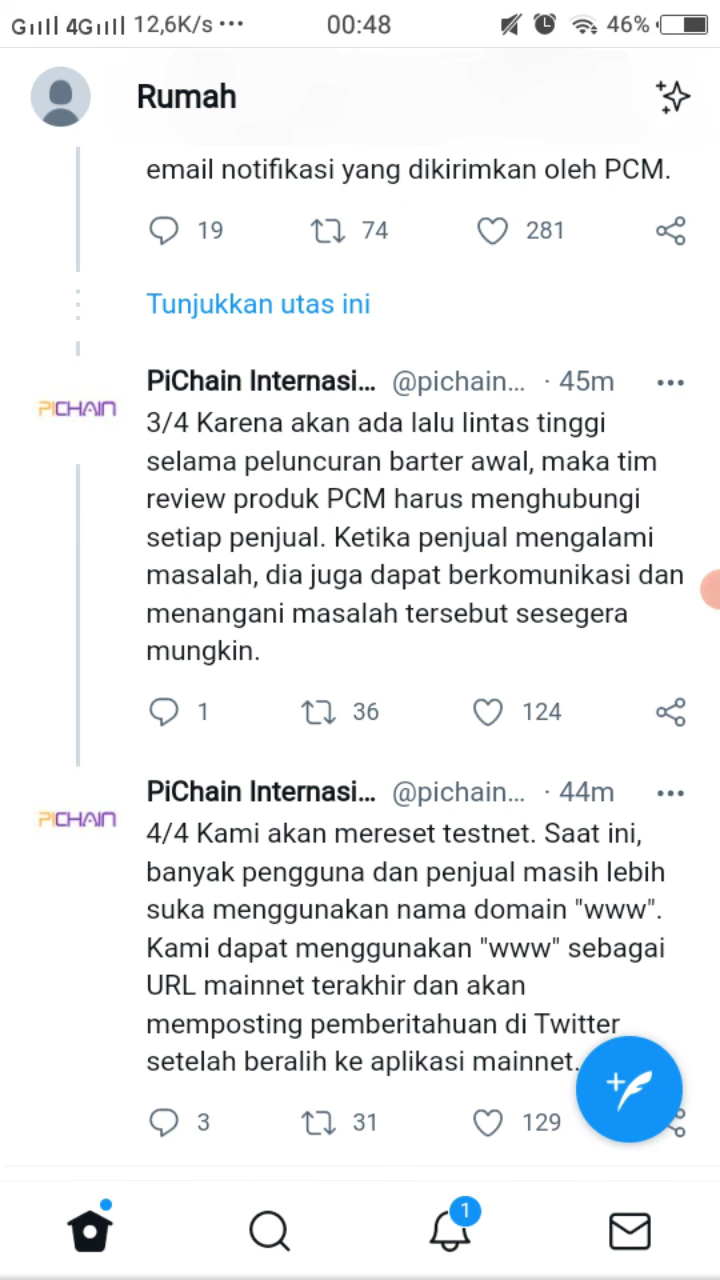 G 4G 12,6K/s ··· 00:48 46%
Rumah
email notifikasi yang dikirimkan oleh PCM.
19 74 281
Tunjukkan utas ini
PiChain Internasi... @pichain... · 45m
PICHAIN
3/4 Karena akan ada lalu lintas tinggi
selama peluncuran barter awal, maka tim
review produk PCM harus menghubungi
setiap penjual. Ketika penjual mengalami
masalah, dia juga dapat berkomunikasi dan
menangani masalah tersebut sesegera
mungkin.
1 36 124
PiChain Internasi... @pichain... · 44m
PICHAIN
4/4 Kami akan mereset testnet. Saat ini,
banyak pengguna dan penjual masih lebih
suka menggunakan nama domain "www".
Kami dapat menggunakan "www" sebagai
URL mainnet terakhir dan akan
memposting pemberitahuan di Twitter
setelah beralih ke aplikasi mainnet.
3 31 129
1